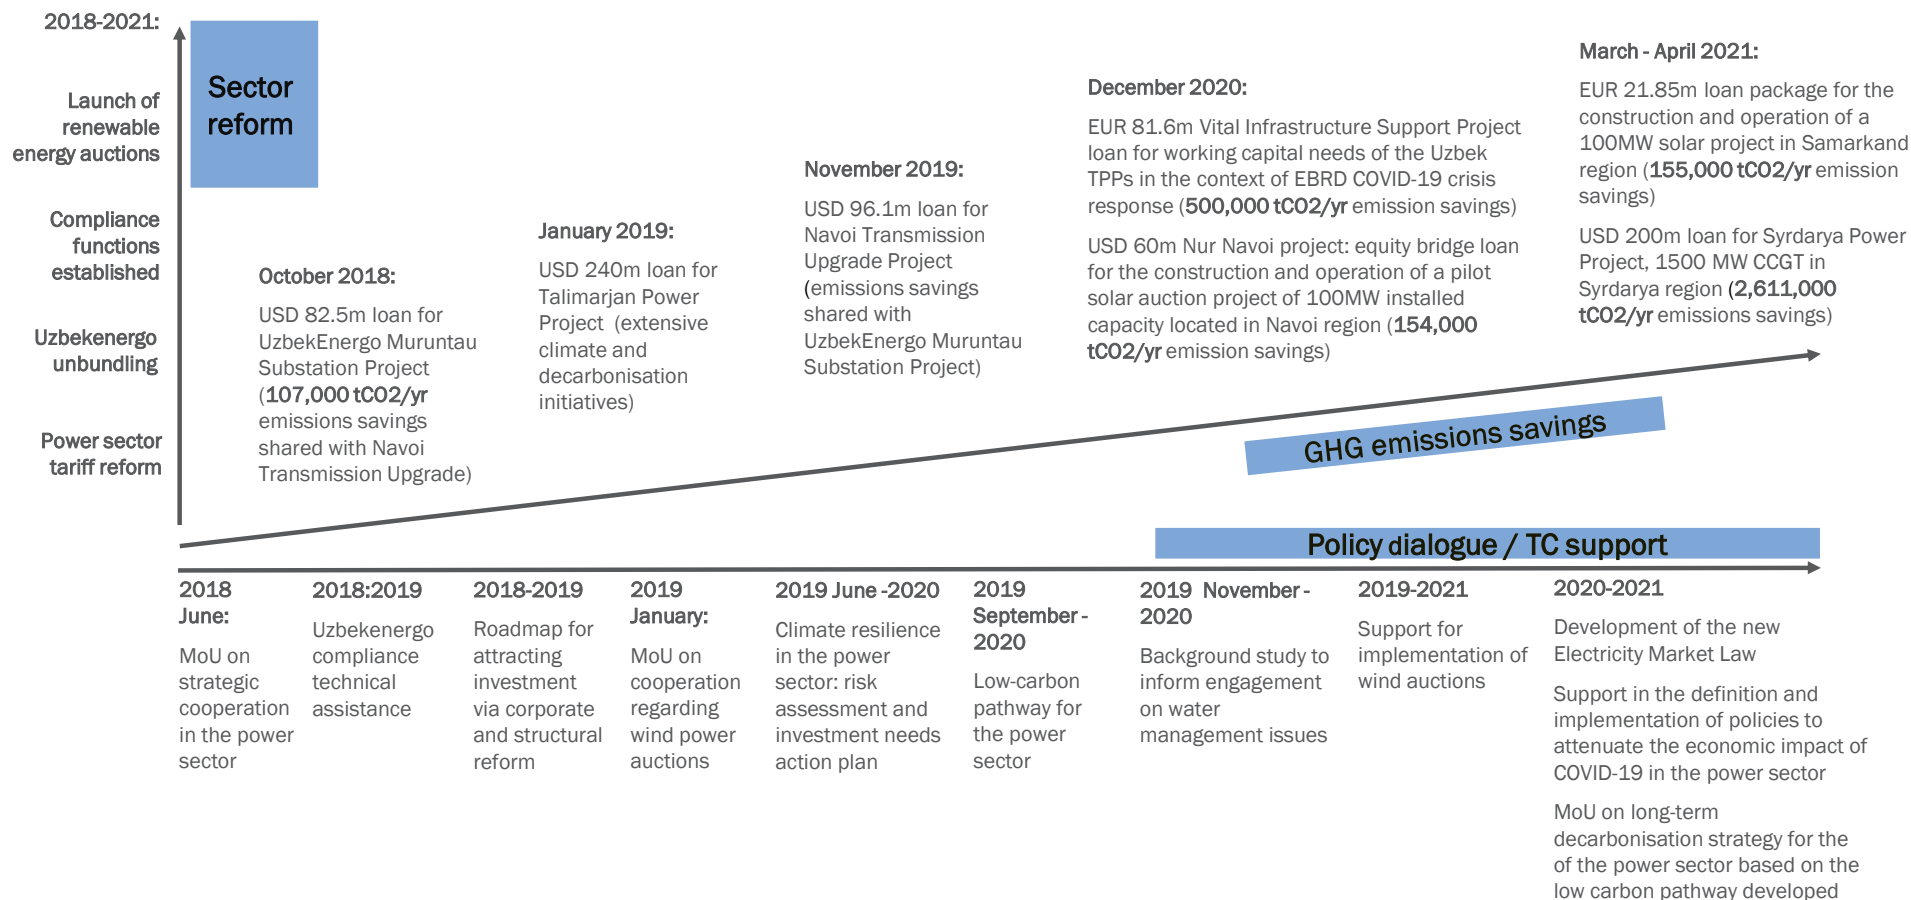 2018-2021:
Launch of
renewable
energy auctions
Compliance
functions
established
Uzbekenergo
unbundling
Power sector
tariff reform
Sector
reform
October 2018:
USD 82.5m loan for
UzbekEnergo Muruntau
Substation Project
(107,000 tCO2/yr
emissions savings
shared with Navoi
Transmission Upgrade)
January 2019:
USD 240m loan for
Talimarjan Power
Project (extensive
climate and
decarbonisation
initiatives)
November 2019:
USD 96.1m loan for
Navoi Transmission
Upgrade Project
(emissions savings
shared with
UzbekEnergo Muruntau
Substation Project)
December 2020:
EUR 81.6m Vital Infrastructure Support Project
loan for working capital needs of the Uzbek
TPPs in the context of EBRD COVID-19 crisis
response (500,000 tCO2/yr emission savings)
USD 60m Nur Navoi project: equity bridge loan
for the construction and operation of a pilot
solar auction project of 100MW installed
capacity located in Navoi region (154,000
tCO2/yr emission savings)
March - April 2021:
EUR 21.85m loan package for the
construction and operation of a
100MW solar project in Samarkand
region (155,000 tCO2/yr emission
savings)
USD 200m loan for Syrdarya Power
Project, 1500 MW CCGT in
Syrdarya region (2,611,000
tCO2/yr emissions savings)
GHG emissions savings
Policy dialogue / TC support
2018
June:
MoU on
strategic
cooperation
in the power
sector
2018:2019
Uzbekenergo
compliance
technical
assistance
2018-2019
Roadmap for
attracting
investment
via corporate
and structural
reform
2019
January:
MoU on
cooperation
regarding
wind power
auctions
2019 June -2020
Climate resilience
in the power
sector: risk
assessment and
investment needs
action plan
2019
September -
2020
Low-carbon
pathway for
the power
sector
2019 November -
2020
Background study to
inform engagement
on water
management issues
2019-2021
Support for
implementation of
wind auctions
2020-2021
Development of the new
Electricity Market Law
Support in the definition and
implementation of policies to
attenuate the economic impact of
COVID-19 in the power sector
MoU on long-term
decarbonisation strategy for the
of the power sector based on the
low carbon pathway developed